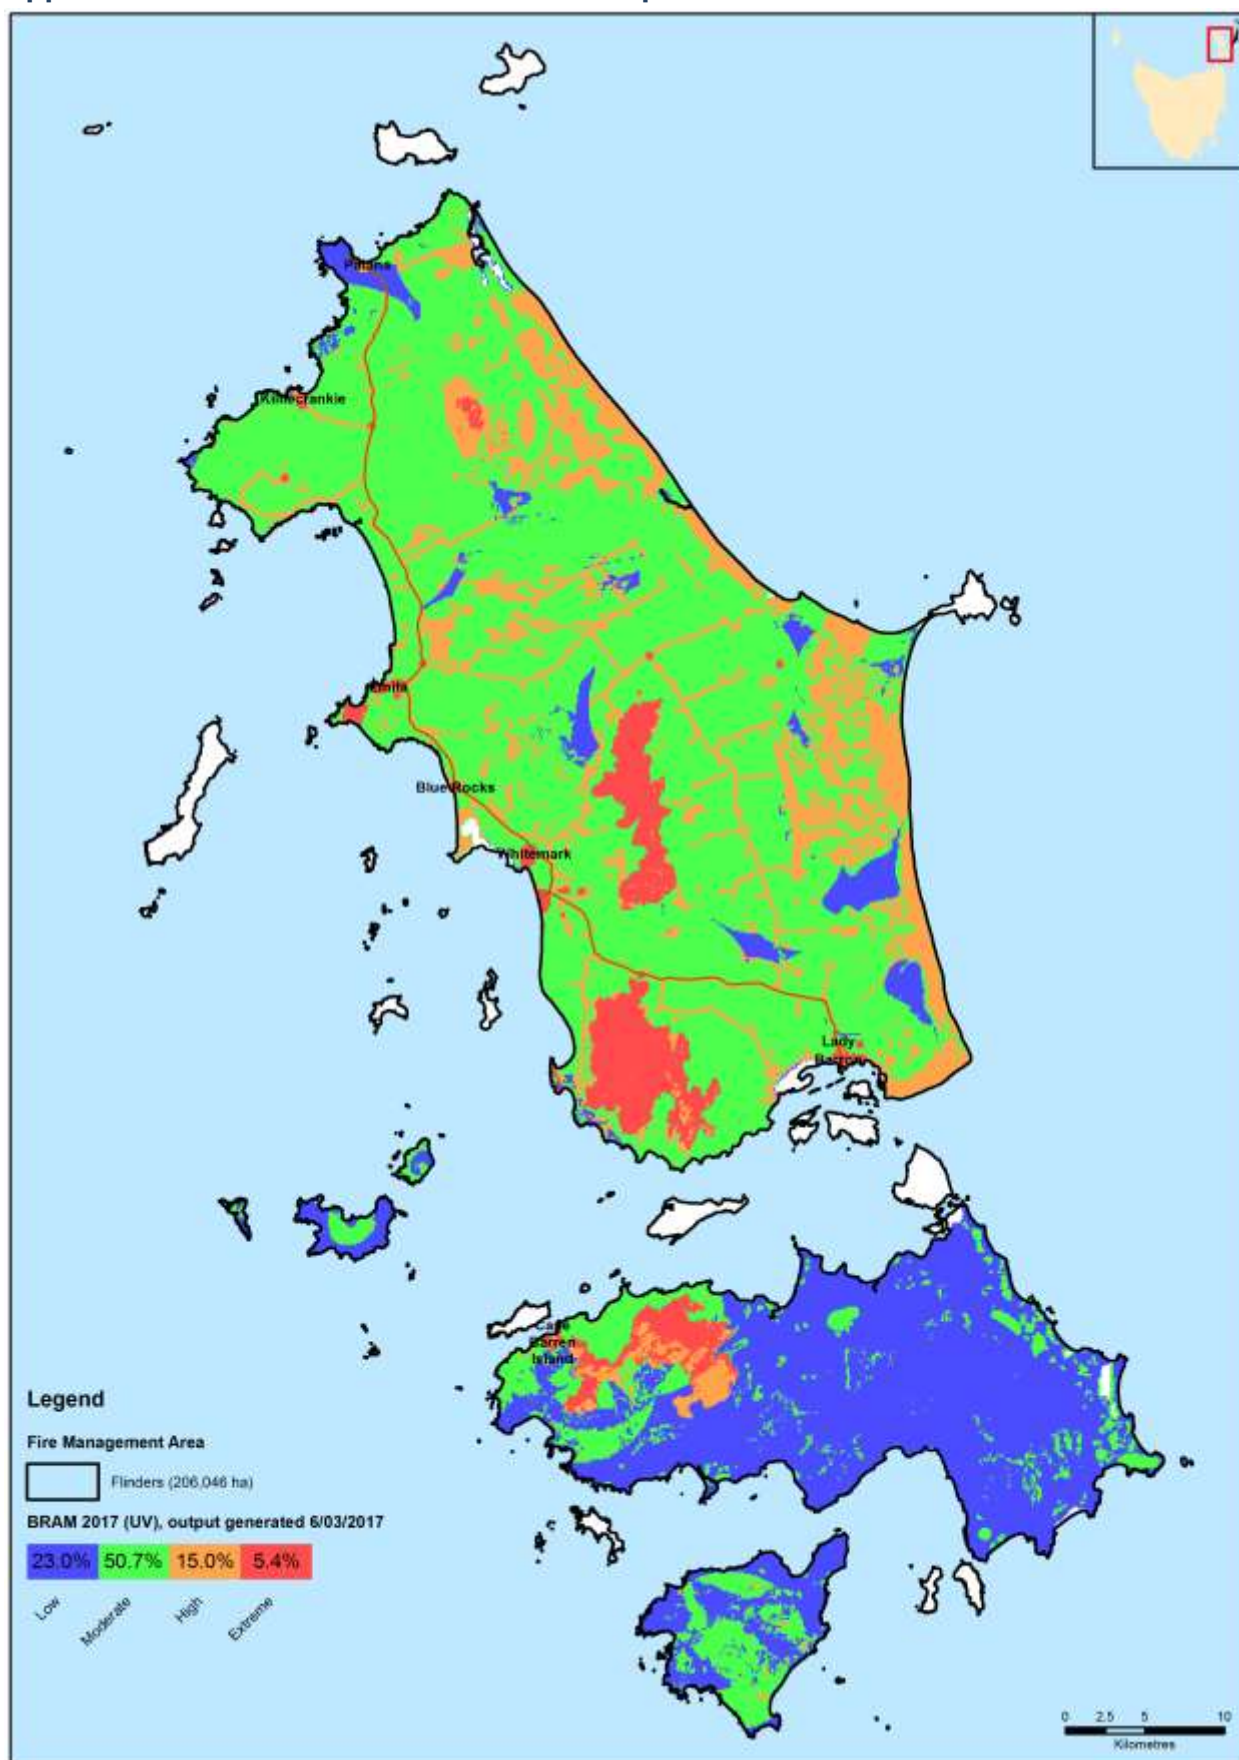 Palana
Killiecrankie
Emita
Blue Rocks
Whitemark
Lady
Barron
Cape
Barren
Island
Legend
Fire Management Area
Flinders (206,046 ha)
BRAM 2017 (UV), output generated 6/03/2017
23.0% 50.7% 15.0% 5.4%
Low Moderate High Extreme
0 2.5 5 10
Kilometres